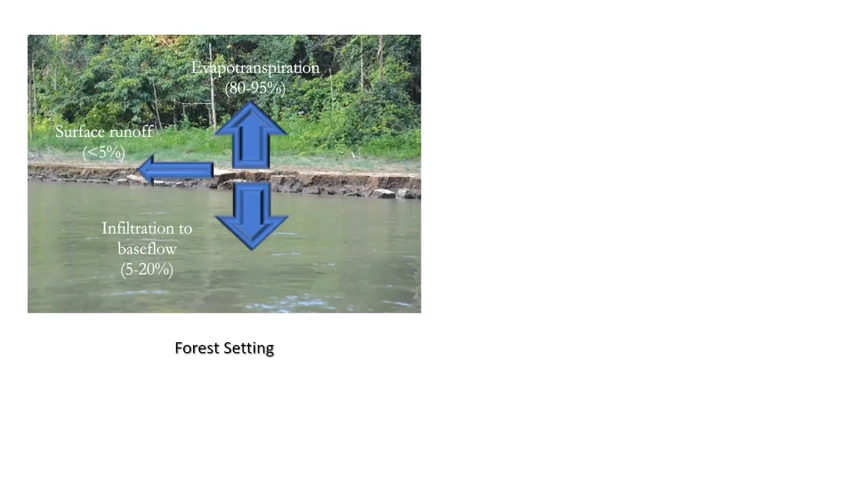 Evapotranspiration
(80-95%)
Surface runoff
(<5%)
Infiltration to
baseflow
(5-20%)
Forest Setting